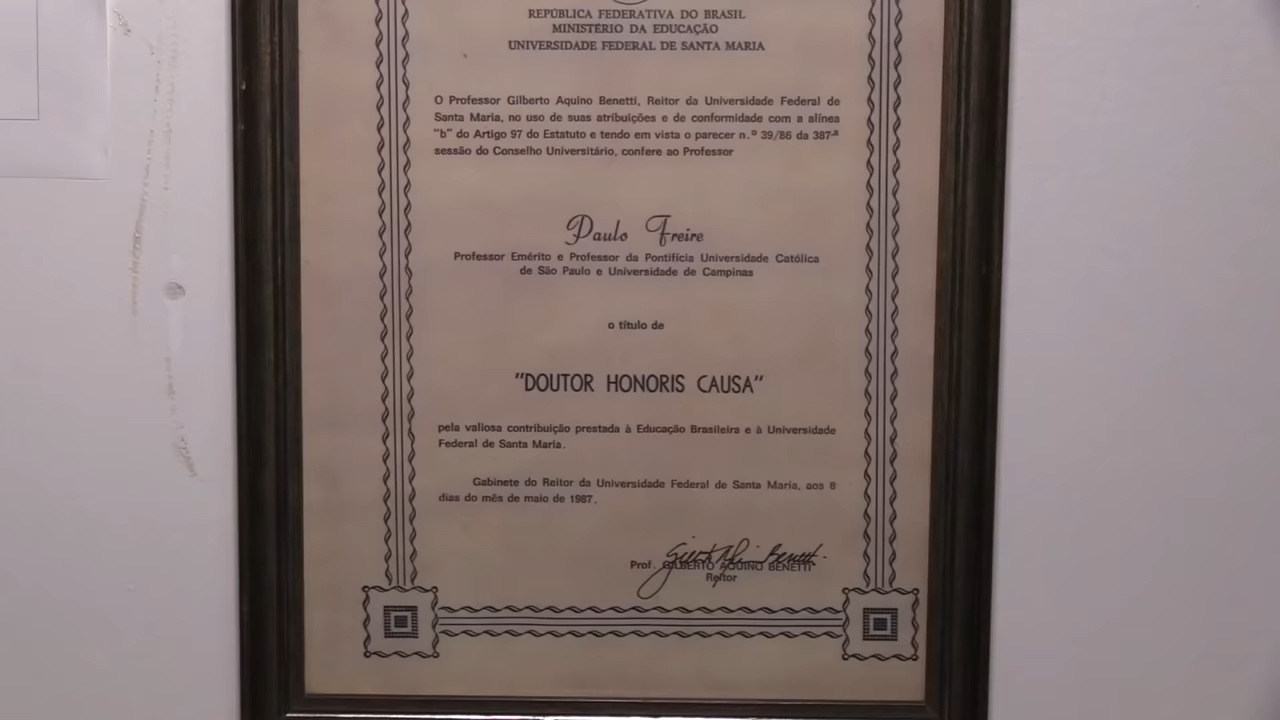 REPÚBLICA FEDERATIVA DO BRASIL
MINISTÉRIO DA EDUCAÇÃO
UNIVERSIDADE FEDERAL DE SANTA MARIA
O Professor Gilberto Aquino Benetti, Reitor da Universidade Federal de
Santa Maria, no uso de suas atribuições e de conformidade com a alínea
"b" do Artigo 97 do Estatuto e tendo em vista o parecer n.º 39/86 da 387ª
sessão do Conselho Universitário, confere ao Professor
Paulo Freire
Professor Emérito e Professor da Pontifícia Universidade Católica
de São Paulo e Universidade de Campinas
o título de
"DOUTOR HONORIS CAUSA"
pela valiosa contribuição prestada à Educação Brasileira e à Universidade
Federal de Santa Maria.
Gabinete do Reitor da Universidade Federal de Santa Maria, aos 8
dias do mês de maio de 1987.
Prof. GILBERTO AQUINO BENETTI
Reitor